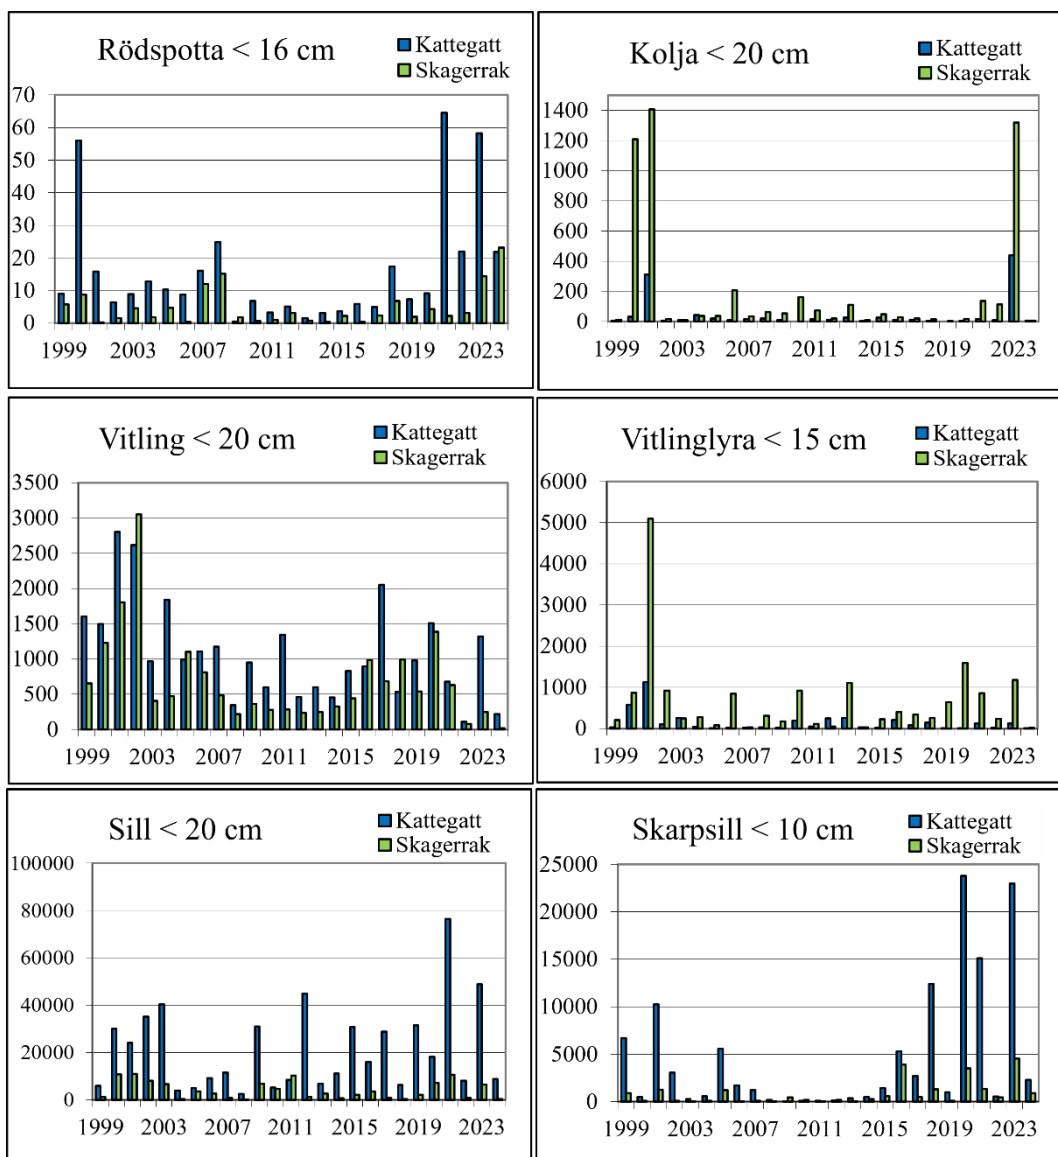 Rödspotta < 16 cm
Kattegatt
Skagerrak
70
60
50
40
30
20
10
0
1999 2003 2007 2011 2015 2019 2023
Kolja < 20 cm
Kattegatt
Skagerrak
1400
1200
1000
800
600
400
200
0
1999 2003 2007 2011 2015 2019 2023
Vitling < 20 cm
Kattegatt
Skagerrak
3500
3000
2500
2000
1500
1000
500
0
1999 2003 2007 2011 2015 2019 2023
Vitlinglyra < 15 cm
Kattegatt
Skagerrak
6000
5000
4000
3000
2000
1000
0
1999 2003 2007 2011 2015 2019 2023
Sill < 20 cm
Kattegatt
Skagerrak
100000
80000
60000
40000
20000
0
1999 2003 2007 2011 2015 2019 2023
Skarpsill < 10 cm
Kattegatt
Skagerrak
25000
20000
15000
10000
5000
0
1999 2003 2007 2011 2015 2019 2023